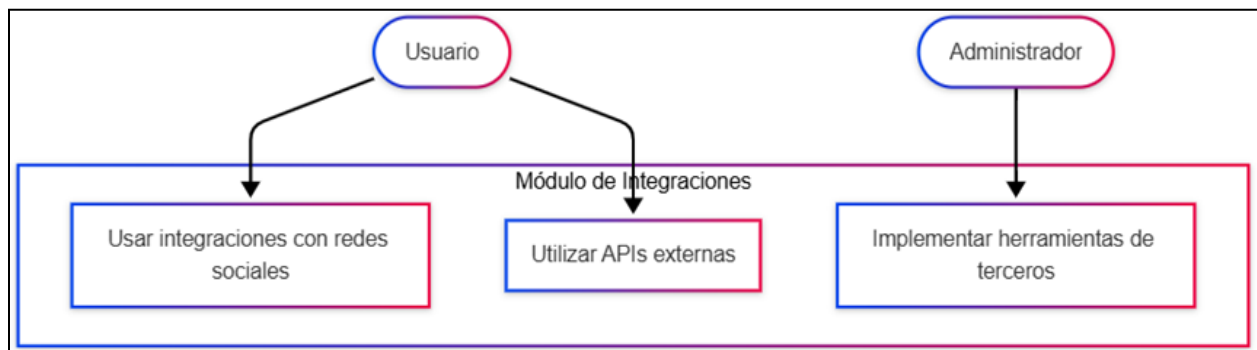 Usuario
Administrador
Módulo de Integraciones
Usar integraciones con redes
sociales
Utilizar APIs externas
Implementar herramientas de
terceros